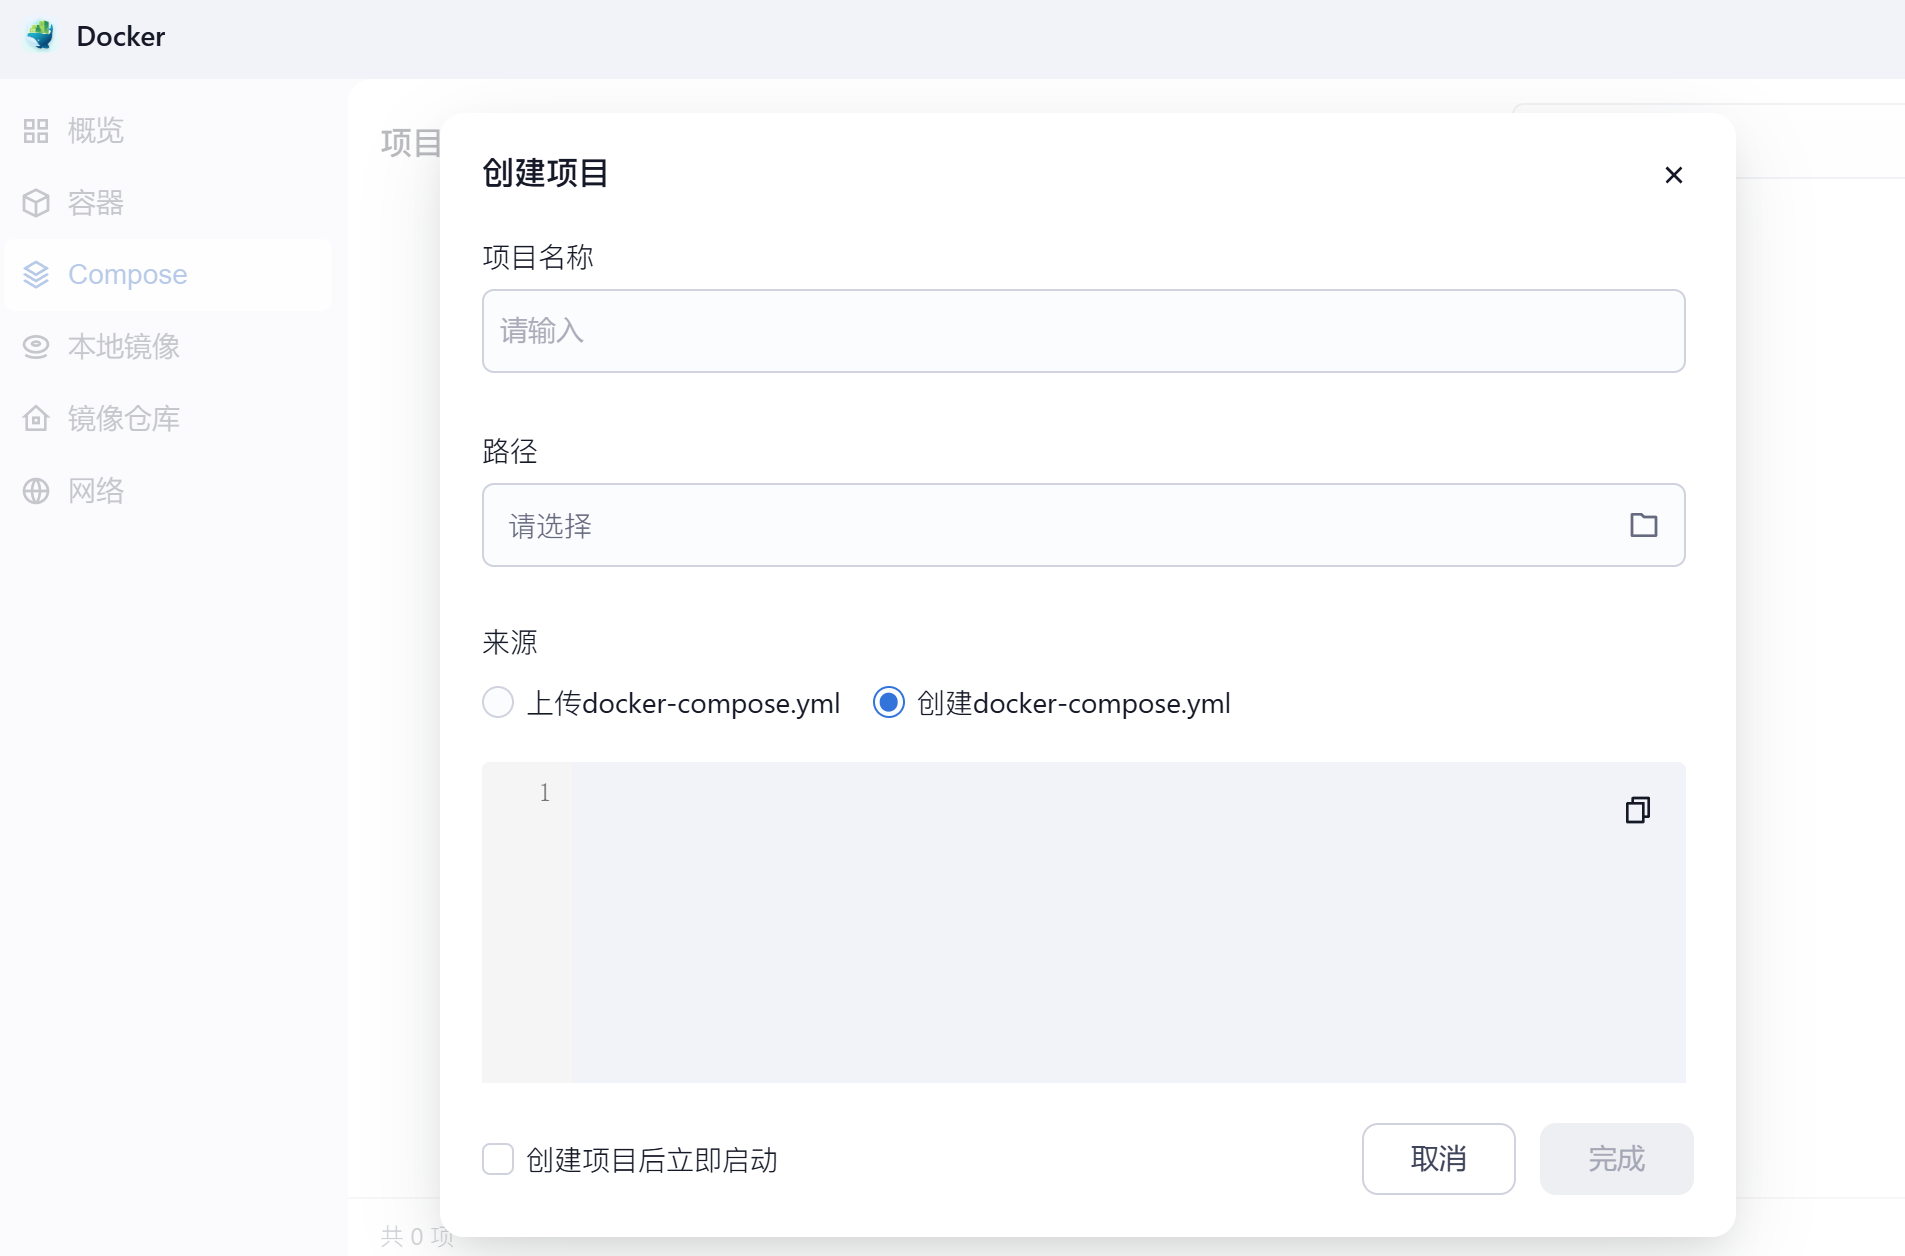 Docker
概览
容器
Compose
本地镜像
镜像仓库
网络
项目
创建项目
项目名称
请输入
路径
请选择
来源
上传docker-compose.yml 创建docker-compose.yml
1
创建项目后立即启动 取消 完成
共 0 项